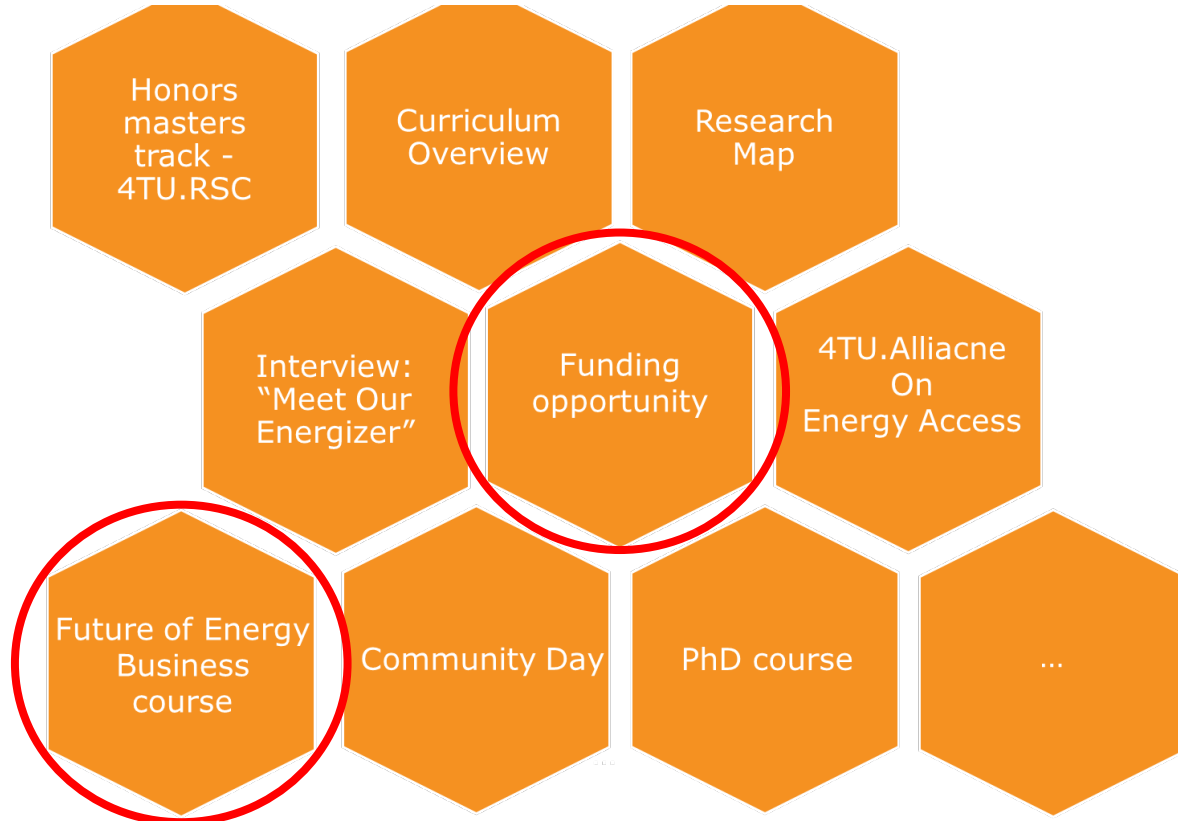 Honors
masters
track -
4TU.RSC
Curriculum
Overview
Research
Map
Interview:
“Meet Our
Energizer”
Funding
opportunity
4TU.Alliacne
On
Energy Access
Future of Energy
Business
course
Community Day
PhD course
...